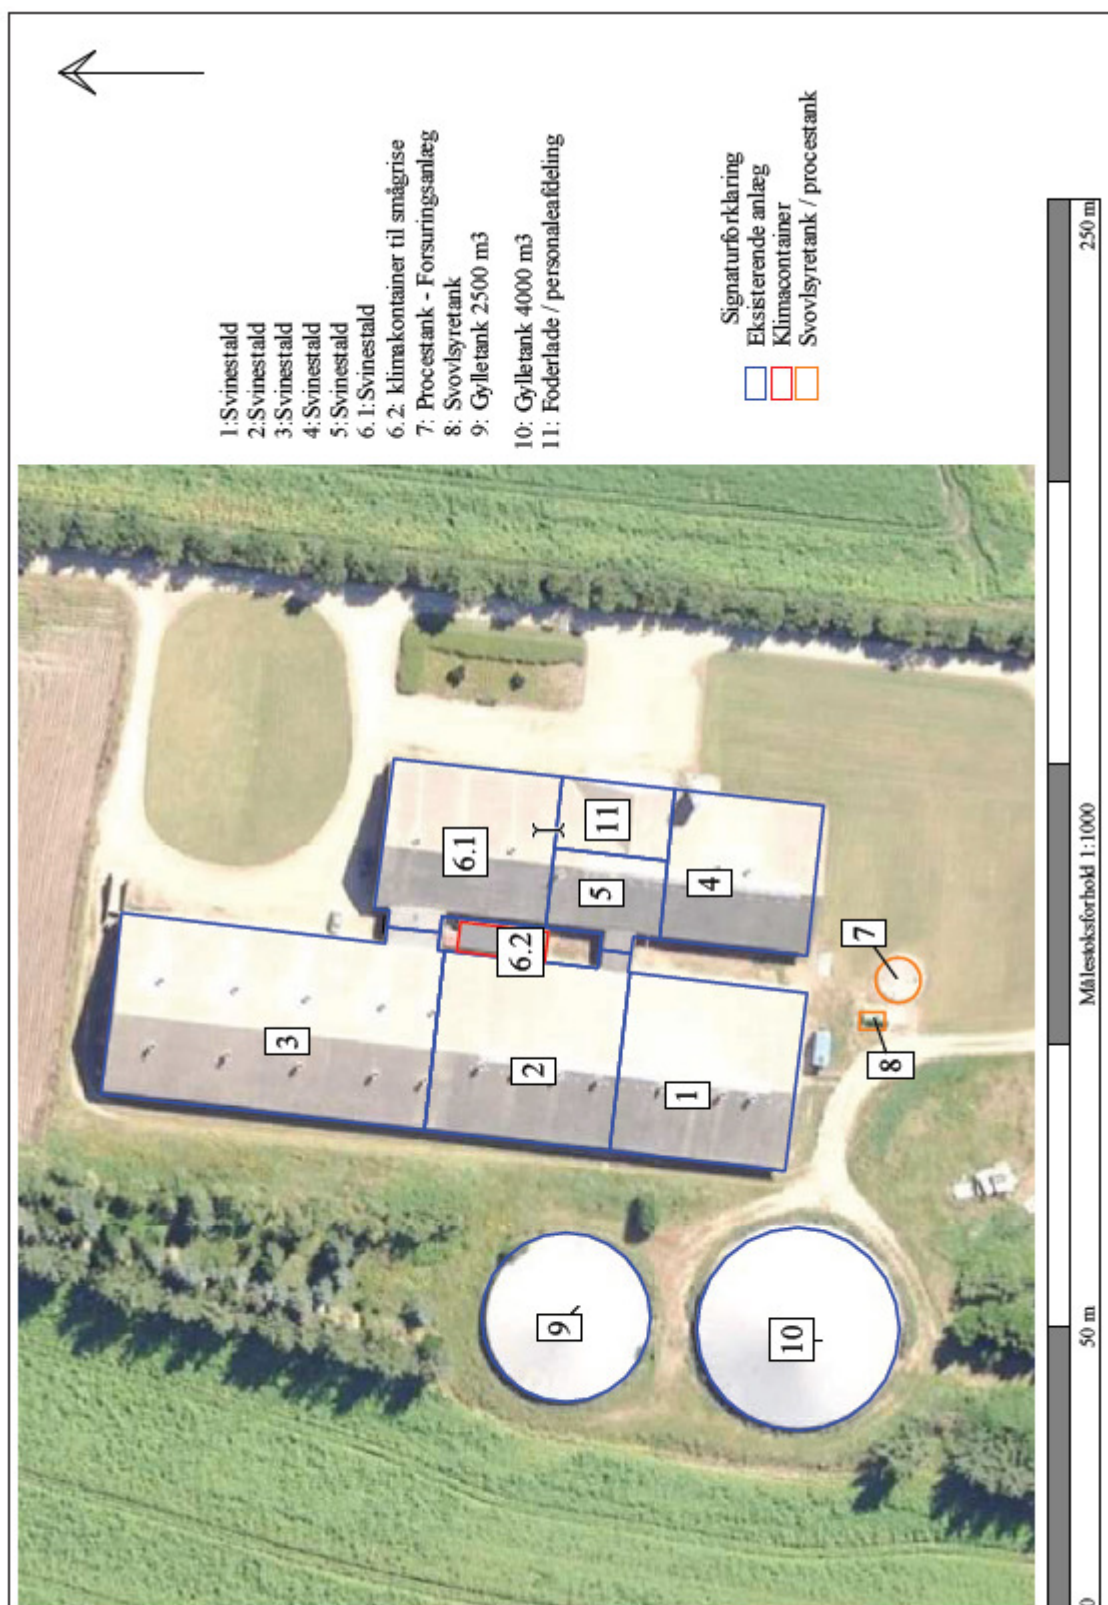 1:Svinestald
2:Svinestald
3:Svinestald
4:Svinestald
5:Svinestald
6.1:Svinestald
6.2: klimakontainer til smågrise
7: Procestank - Forsuringsanlæg
8: Svovlsyretank
9: Gylletank 2500 m3
10: Gylletank 4000 m3
11: Foderlade / personaleafdeling
Signaturforklaring
Eksisterende anlæg
Klimacontainer
Svovlsyretank / procestank
3
2
1
6.1
6.2
5
11
4
7
8
9
10
0
50 m
250 m
Målestoksforhold 1:1000